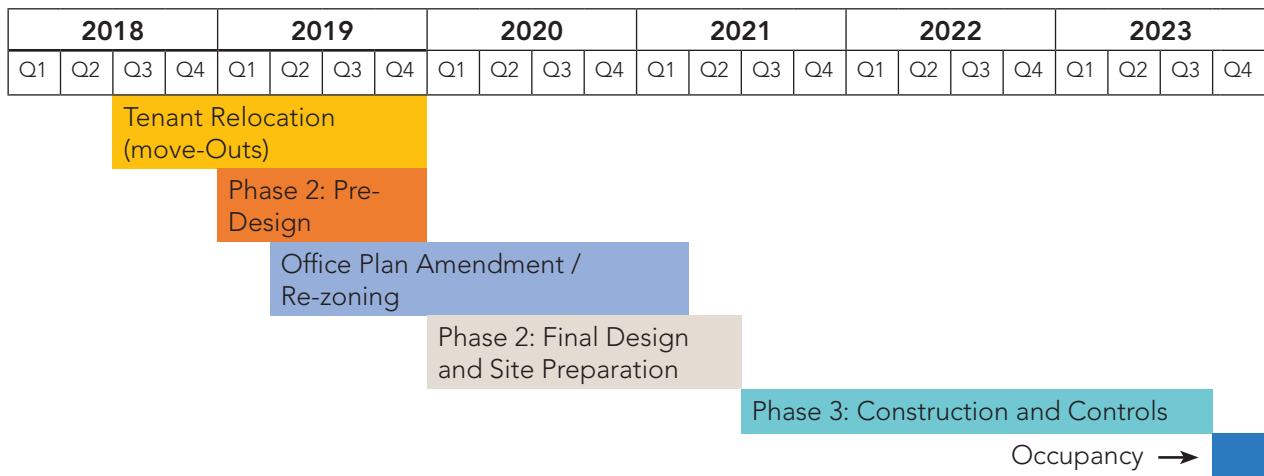 2018 2019 2020 2021 2022 2023
Q1 Q2 Q3 Q4 Q1 Q2 Q3 Q4 Q1 Q2 Q3 Q4 Q1 Q2 Q3 Q4 Q1 Q2 Q3 Q4 Q1 Q2 Q3 Q4
Tenant Relocation
(move-Outs)
Phase 2: Pre-
Design
Office Plan Amendment /
Re-zoning
Phase 2: Final Design
and Site Preparation
Phase 3: Construction and Controls
Occupancy →